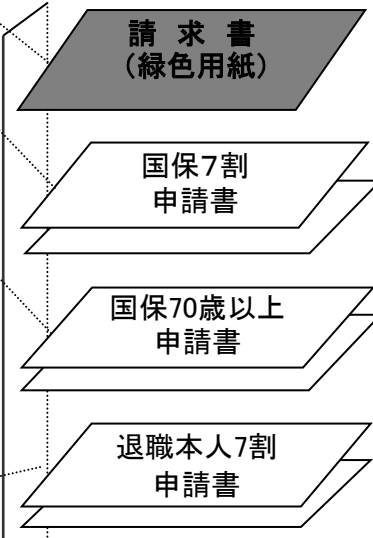 請 求 書
（緑色用紙）
国保７割
申請書
国保70歳以上
申請書
退職本人7割
申請書